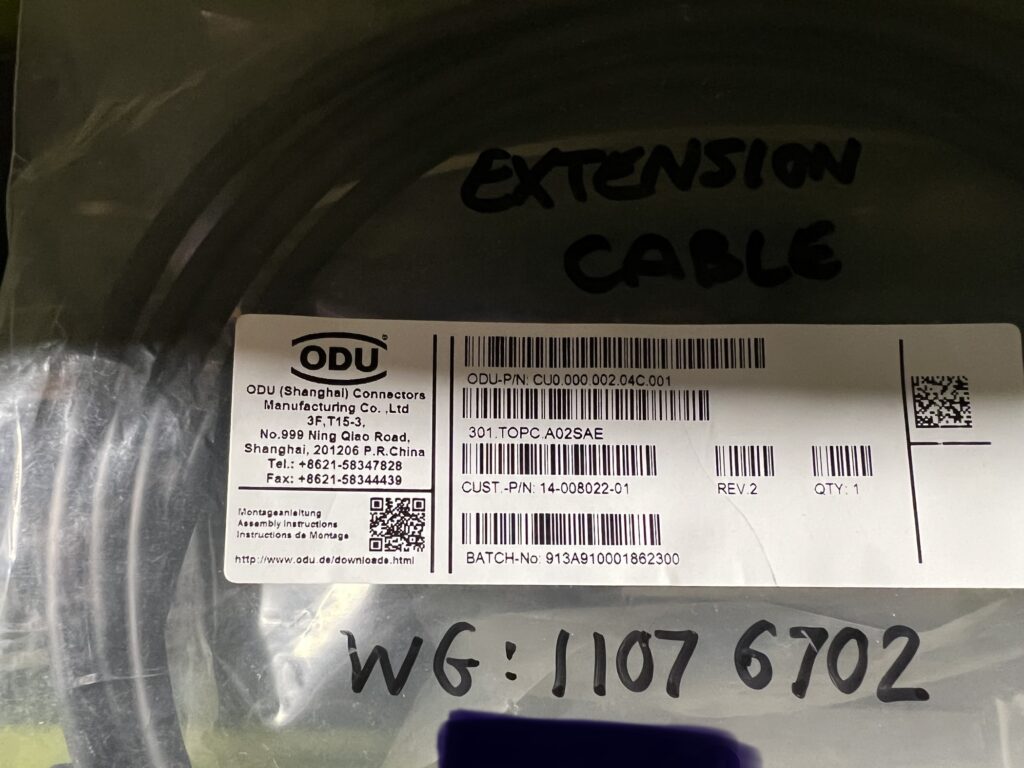 EXTENSION
CABLE
ODU®
ODU (Shanghai) Connectors
Manufacturing Co. ,Ltd
3F,T15-3,
No.999 Ning Qiao Road,
Shanghai, 201206 P.R.China
Tel.: +8621-58347828
Fax: +8621-58344439
Montageanleitung
Assembly Instructions
Instructions de Montage
http://www.odu.de/downloads.html
ODU-P/N: CU0.000.002.04C.001
301.TOPC.A02SAE
CUST.-P/N: 14-008022-01
REV.2
QTY: 1
BATCH-No: 913A910001862300
WG: 1107 6702